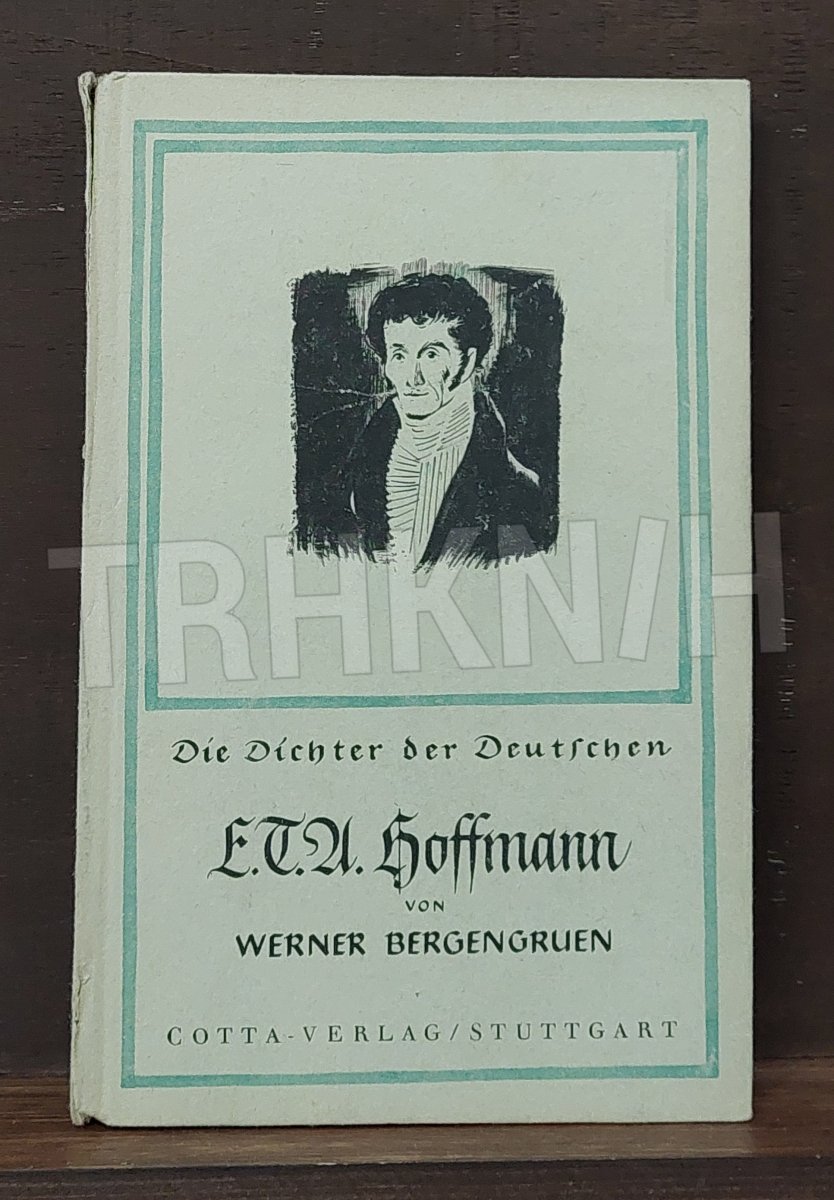 TRHKN/H
Die Dichter der Deutſchen
E.T.A. Hoffmann
VON
WERNER BERGENGRUEN
COTTA-VERLAG/STUTTGART